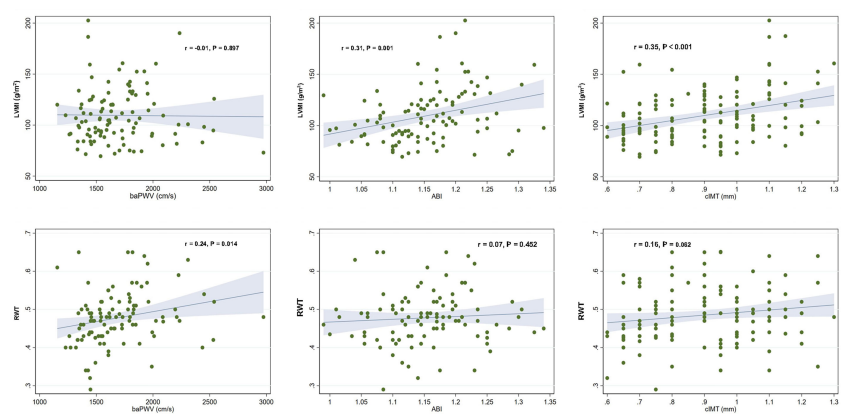 200
150
100
50
LVMI (g/m²)
r = -0.01, P = 0.897
1000 1500 2000 2500 3000
baPWV (cm/s)
200
150
100
50
LVMI (g/m²)
r = 0.31, P = 0.001
1 1.05 1.1 1.15 1.2 1.25 1.3 1.35
ABI
200
150
100
50
LVMI (g/m²)
r = 0.35, P < 0.001
.6 .7 .8 .9 1 1.1 1.2 1.3
cIMT (mm)
.7
.6
.5
.4
.3
RWT
r = 0.24, P = 0.014
1000 1500 2000 2500 3000
baPWV (cm/s)
.7
.6
.5
.4
.3
RWT
r = 0.07, P = 0.452
1 1.05 1.1 1.15 1.2 1.25 1.3 1.35
ABI
.7
.6
.5
.4
.3
RWT
r = 0.16, P = 0.062
.6 .7 .8 .9 1 1.1 1.2 1.3
cIMT (mm)